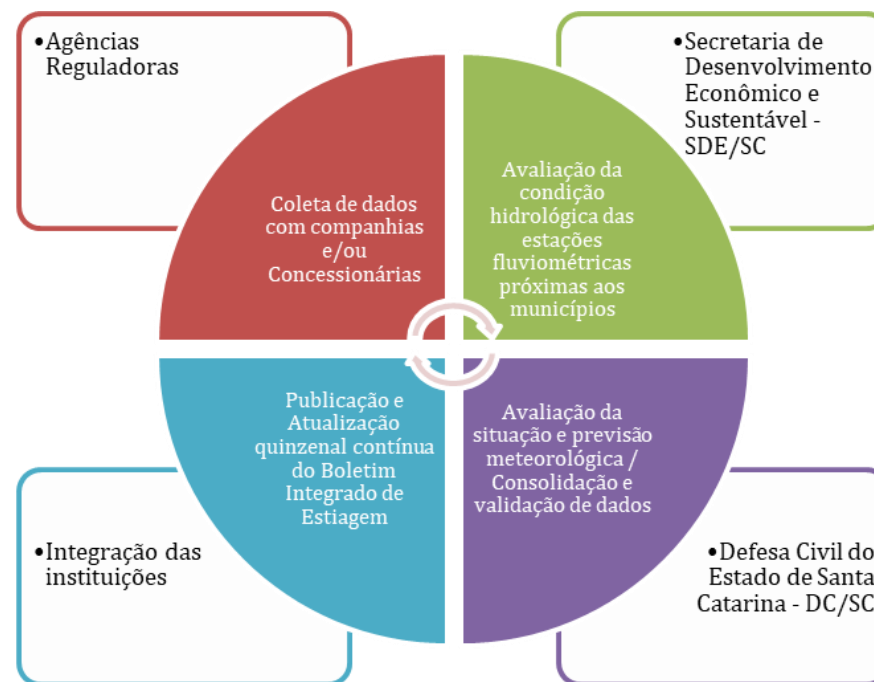 •Agências
Reguladoras
•Secretaria de
Desenvolvimento
Econômico e
Sustentável -
SDE/SC
Coleta de dados
com companhias
e/ou
Concessionárias
Avaliação da
condição
hidrológica das
estações
fluviométricas
próximas aos
municípios
Publicação e
Atualização
quinzenal contínua
do Boletim
Integrado de
Estiagem
Avaliação da
situação e previsão
meteorológica /
Consolidação e
validação de dados
•Integração das
instituições
•Defesa Civil do
Estado de Santa
Catarina - DC/SC